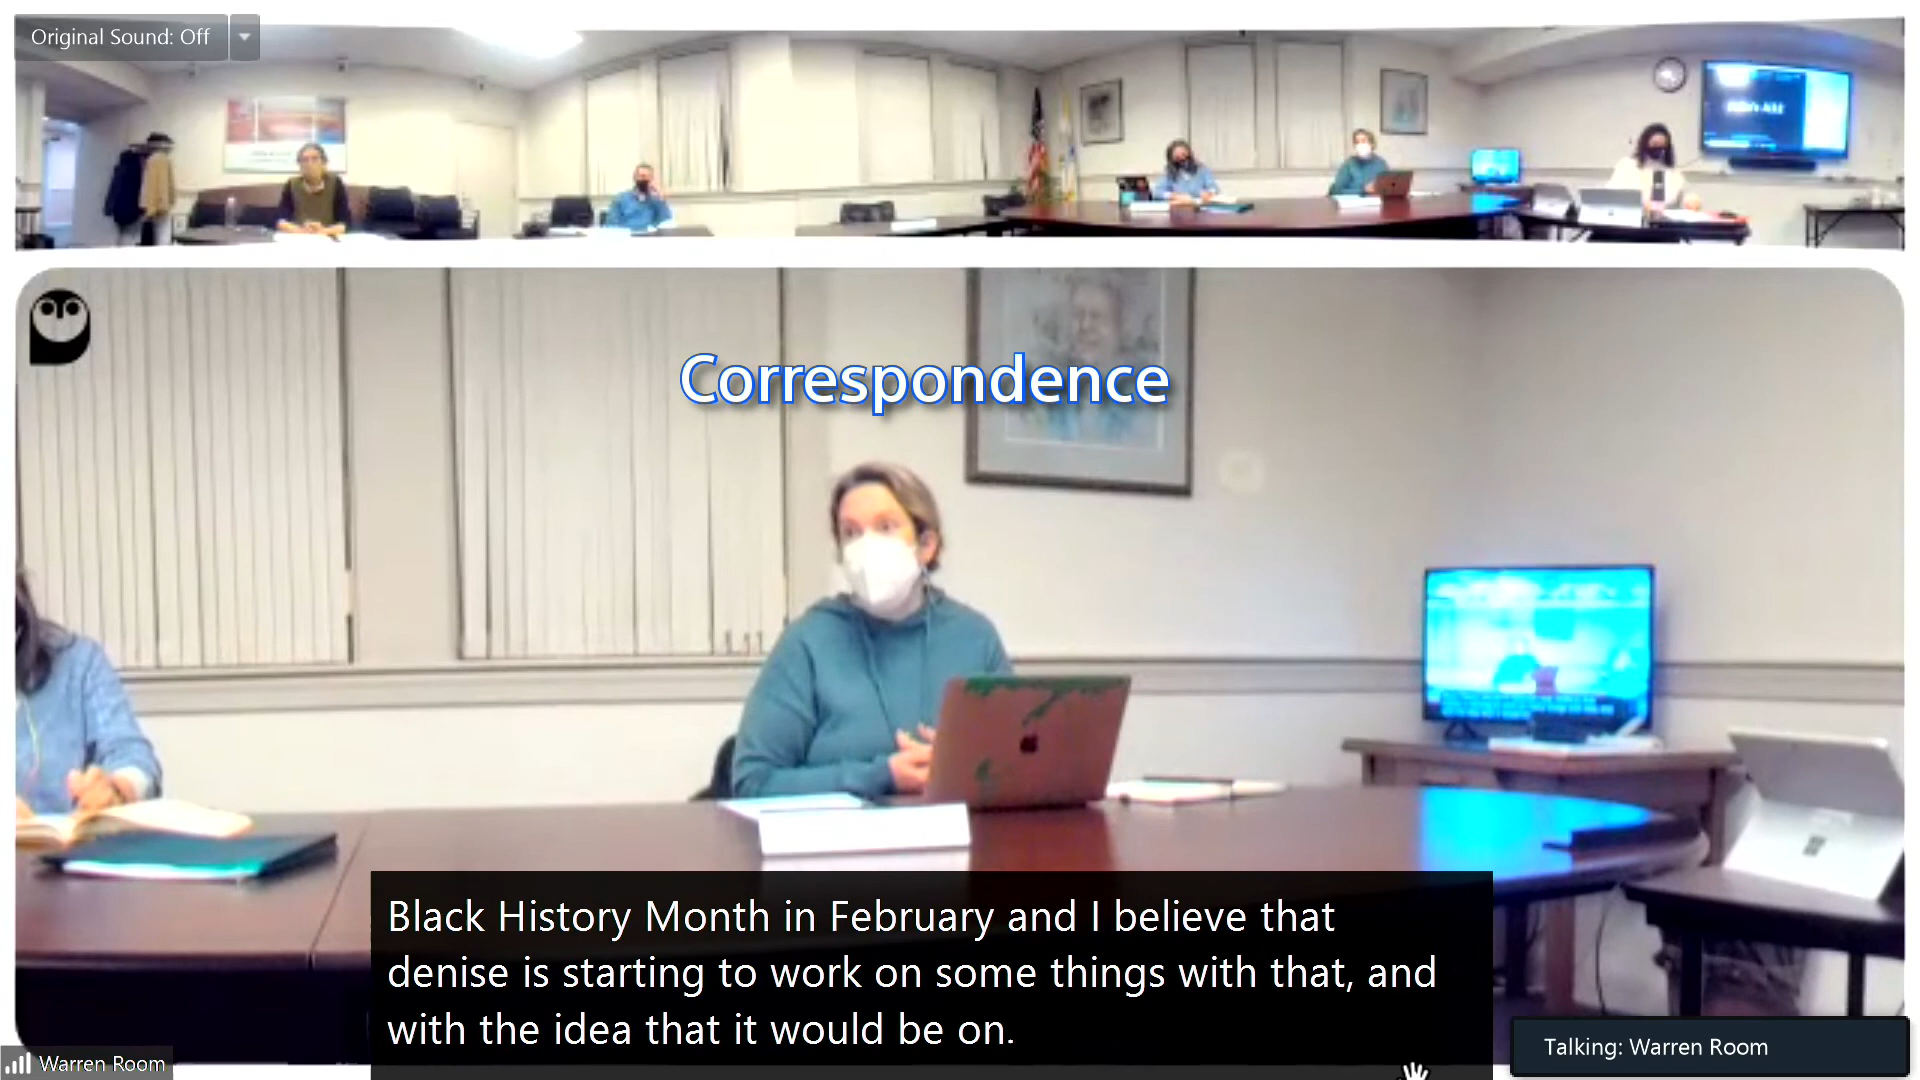 Original Sound: Off
Correspondence
Black History Month in February and I believe that
denise is starting to work on some things with that, and
with the idea that it would be on.
Talking: Warren Room
Warren Room